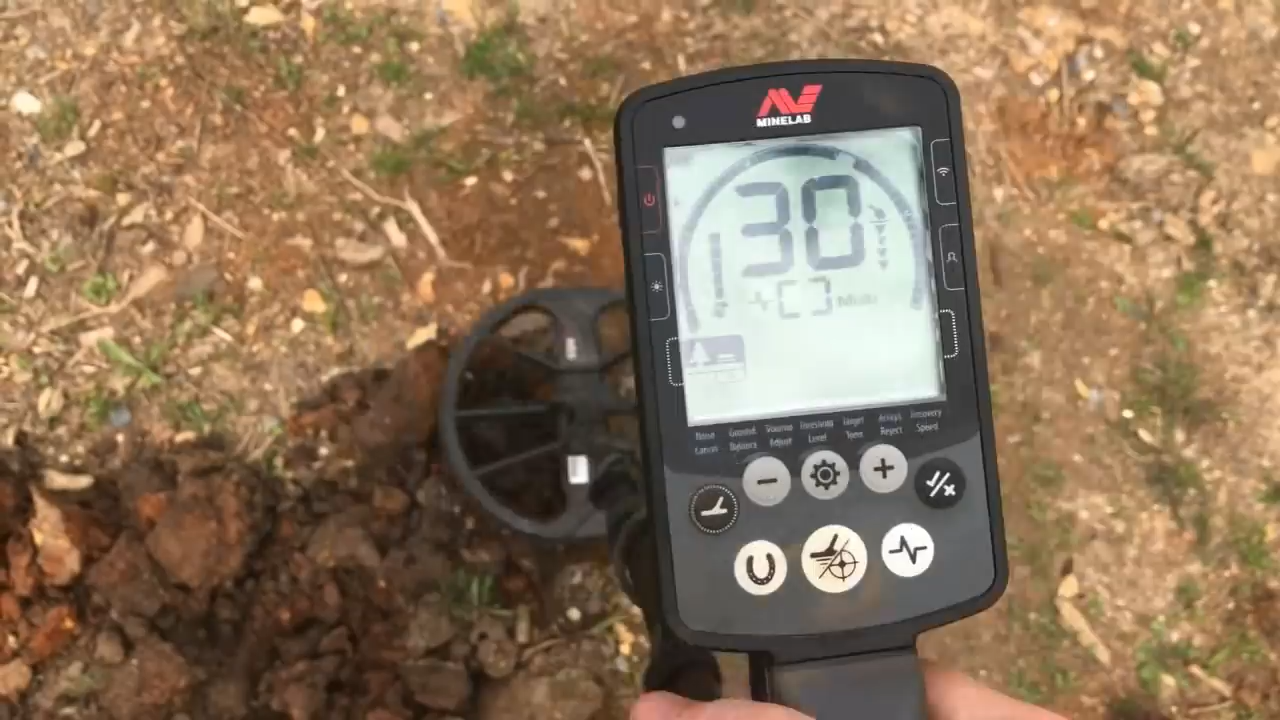 MINELAB
30
Multi
Noise Ground Volume Threshold Target Accept Recovery
Cancel Balance Adjust Level Tone Reject Speed